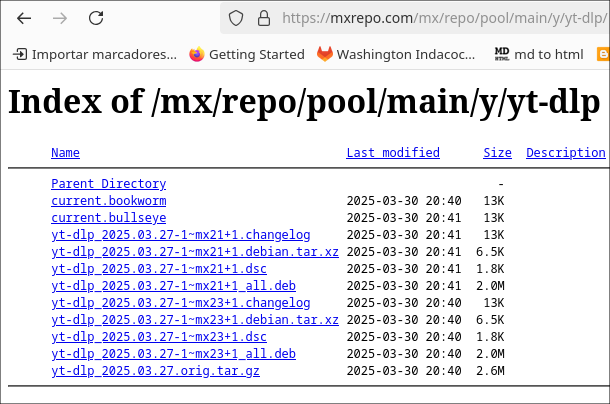 https://mxrepo.com/mx/repo/pool/main/y/yt-dlp/
Importar marcadores... Getting Started Washington Indacoc... MD HTML md to html
Index of /mx/repo/pool/main/y/yt-dlp
Name Last modified Size Description
Parent Directory -
current.bookworm 2025-03-30 20:40 13K
current.bullseye 2025-03-30 20:41 13K
yt-dlp_2025.03.27-1~mx21+1.changelog 2025-03-30 20:41 13K
yt-dlp_2025.03.27-1~mx21+1.debian.tar.xz 2025-03-30 20:41 6.5K
yt-dlp_2025.03.27-1~mx21+1.dsc 2025-03-30 20:41 1.8K
yt-dlp_2025.03.27-1~mx21+1_all.deb 2025-03-30 20:41 2.0M
yt-dlp_2025.03.27-1~mx23+1.changelog 2025-03-30 20:40 13K
yt-dlp_2025.03.27-1~mx23+1.debian.tar.xz 2025-03-30 20:40 6.5K
yt-dlp_2025.03.27-1~mx23+1.dsc 2025-03-30 20:40 1.8K
yt-dlp_2025.03.27-1~mx23+1_all.deb 2025-03-30 20:40 2.0M
yt-dlp_2025.03.27.orig.tar.gz 2025-03-30 20:40 2.6M